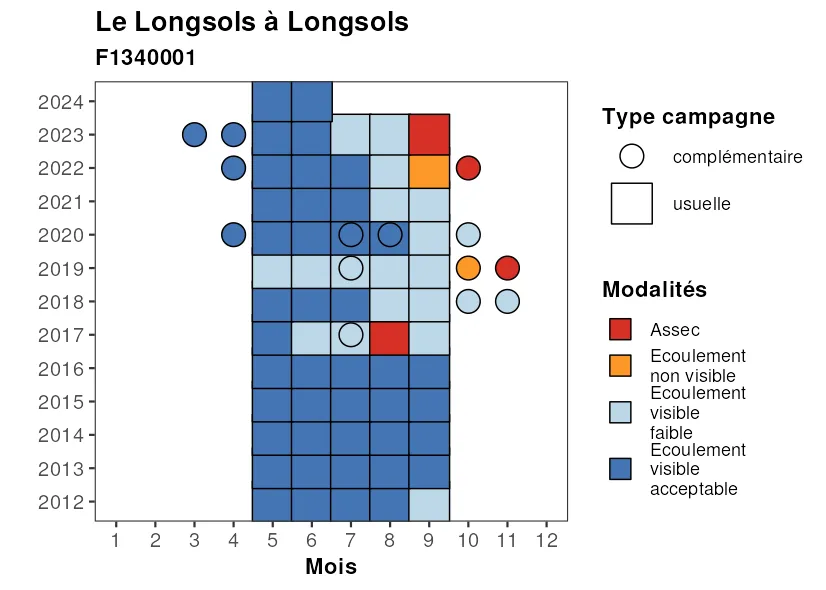 Le Longsols à Longsols
F1340001
2024
2023
2022
2021
2020
2019
2018
2017
2016
2015
2014
2013
2012
1 2 3 4 5 6 7 8 9 10 11 12
Mois
Type campagne
complémentaire
usuelle
Modalités
Assec
Ecoulement
non visible
Ecoulement
visible
faible
Ecoulement
visible
acceptable